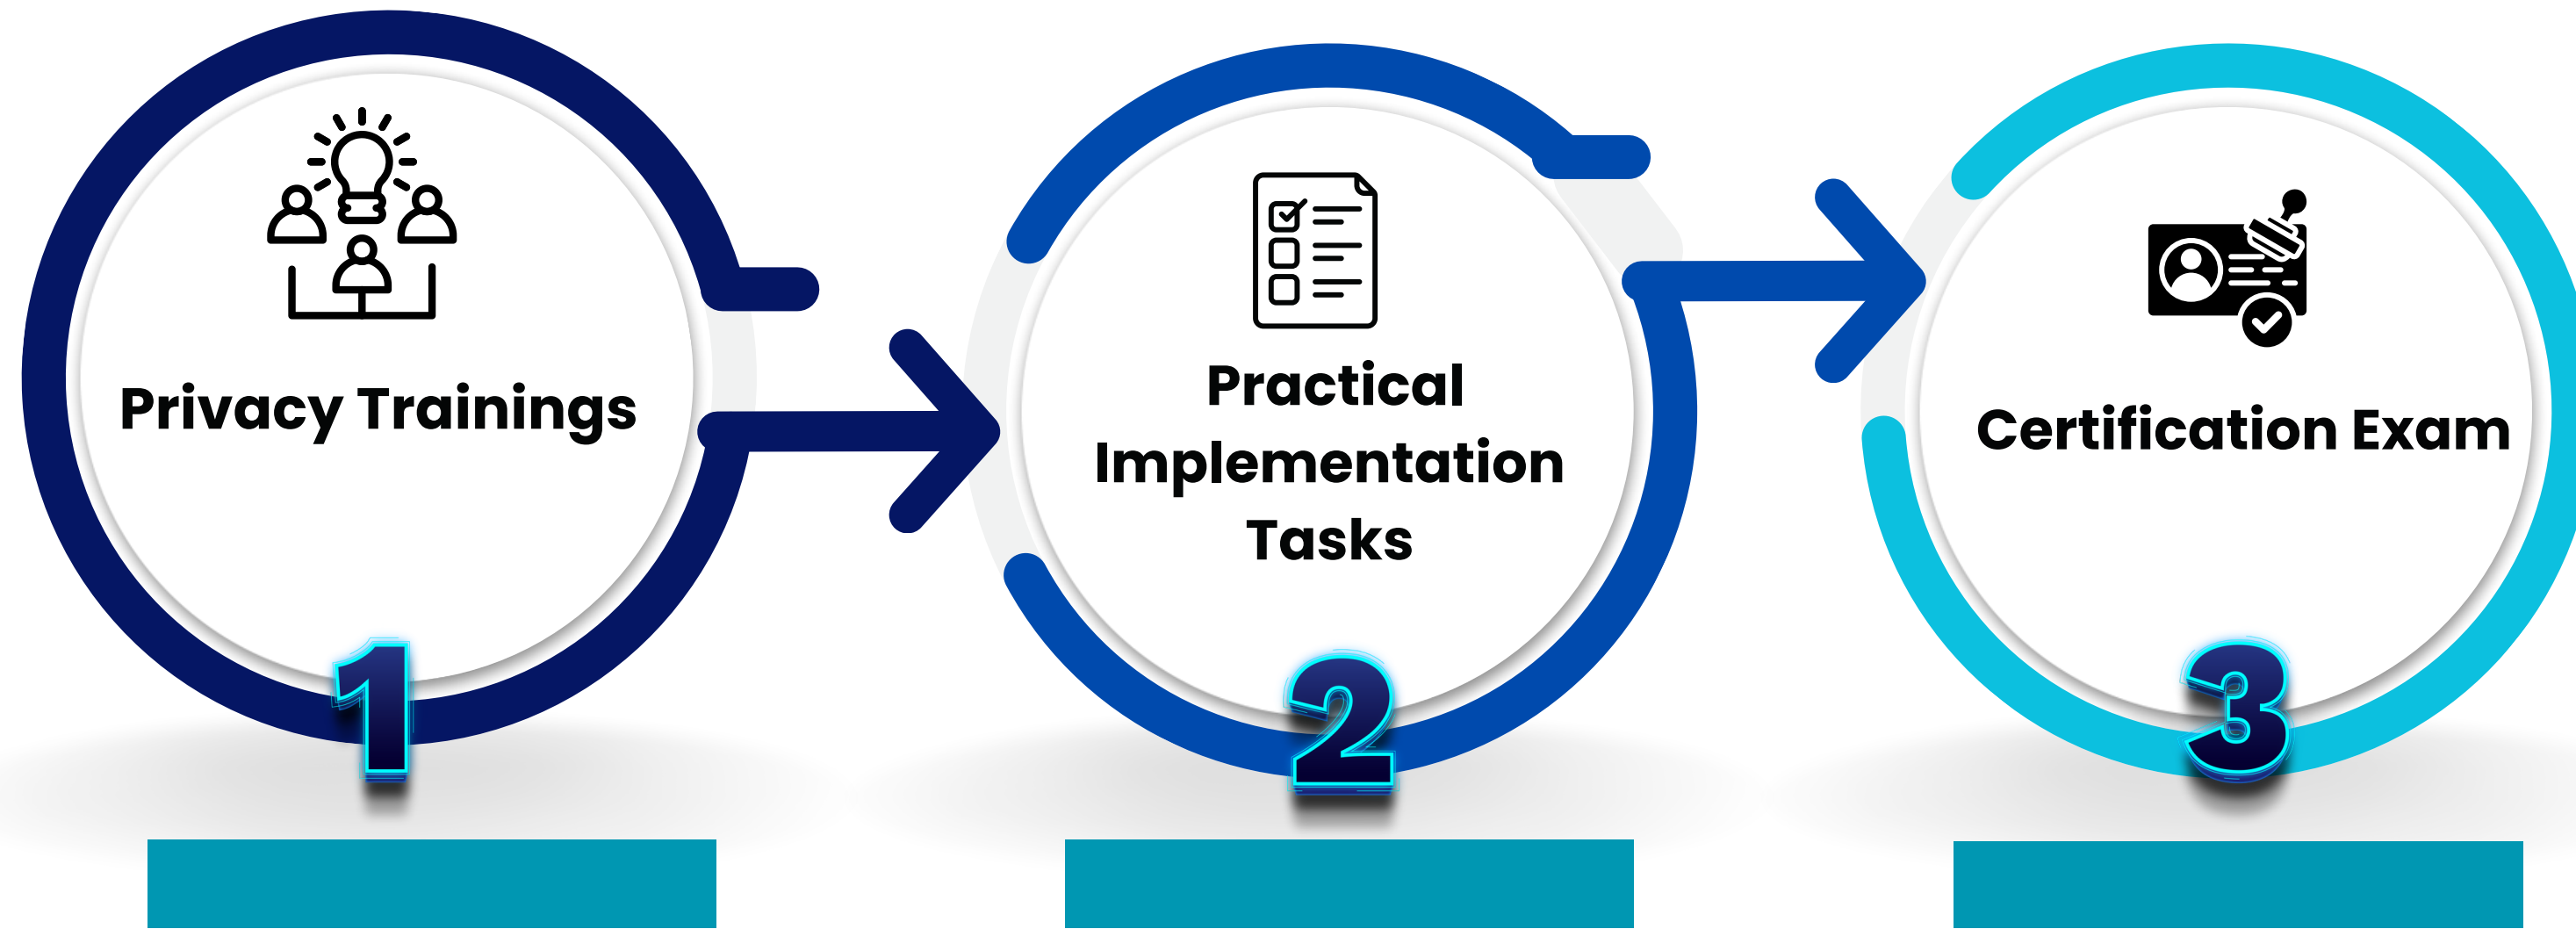 Privacy Trainings
Practical
Implementation
Tasks
Certification Exam
1
2
3